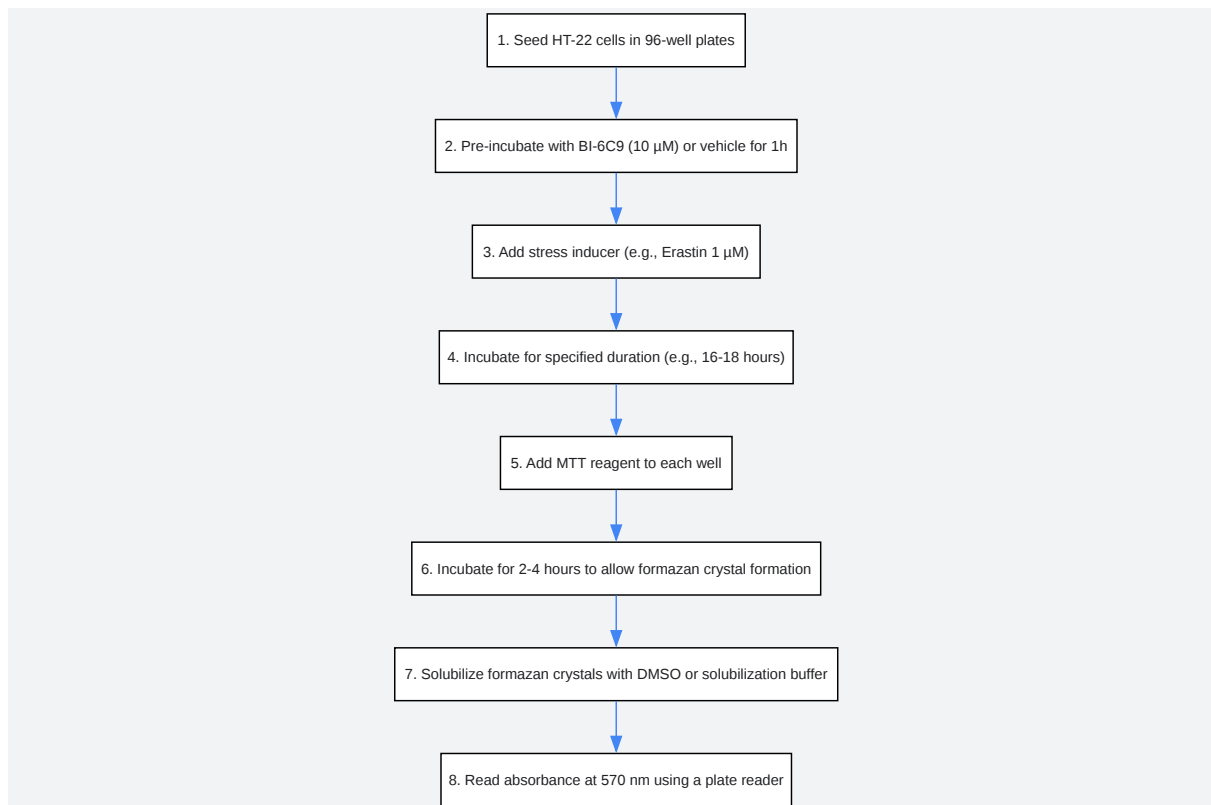 1. Seed HT-22 cells in 96-well plates
2. Pre-incubate with BI-6C9 (10 µM) or vehicle for 1h
3. Add stress inducer (e.g., Erastin 1 µM)
4. Incubate for specified duration (e.g., 16-18 hours)
5. Add MTT reagent to each well
6. Incubate for 2-4 hours to allow formazan crystal formation
7. Solubilize formazan crystals with DMSO or solubilization buffer
8. Read absorbance at 570 nm using a plate reader